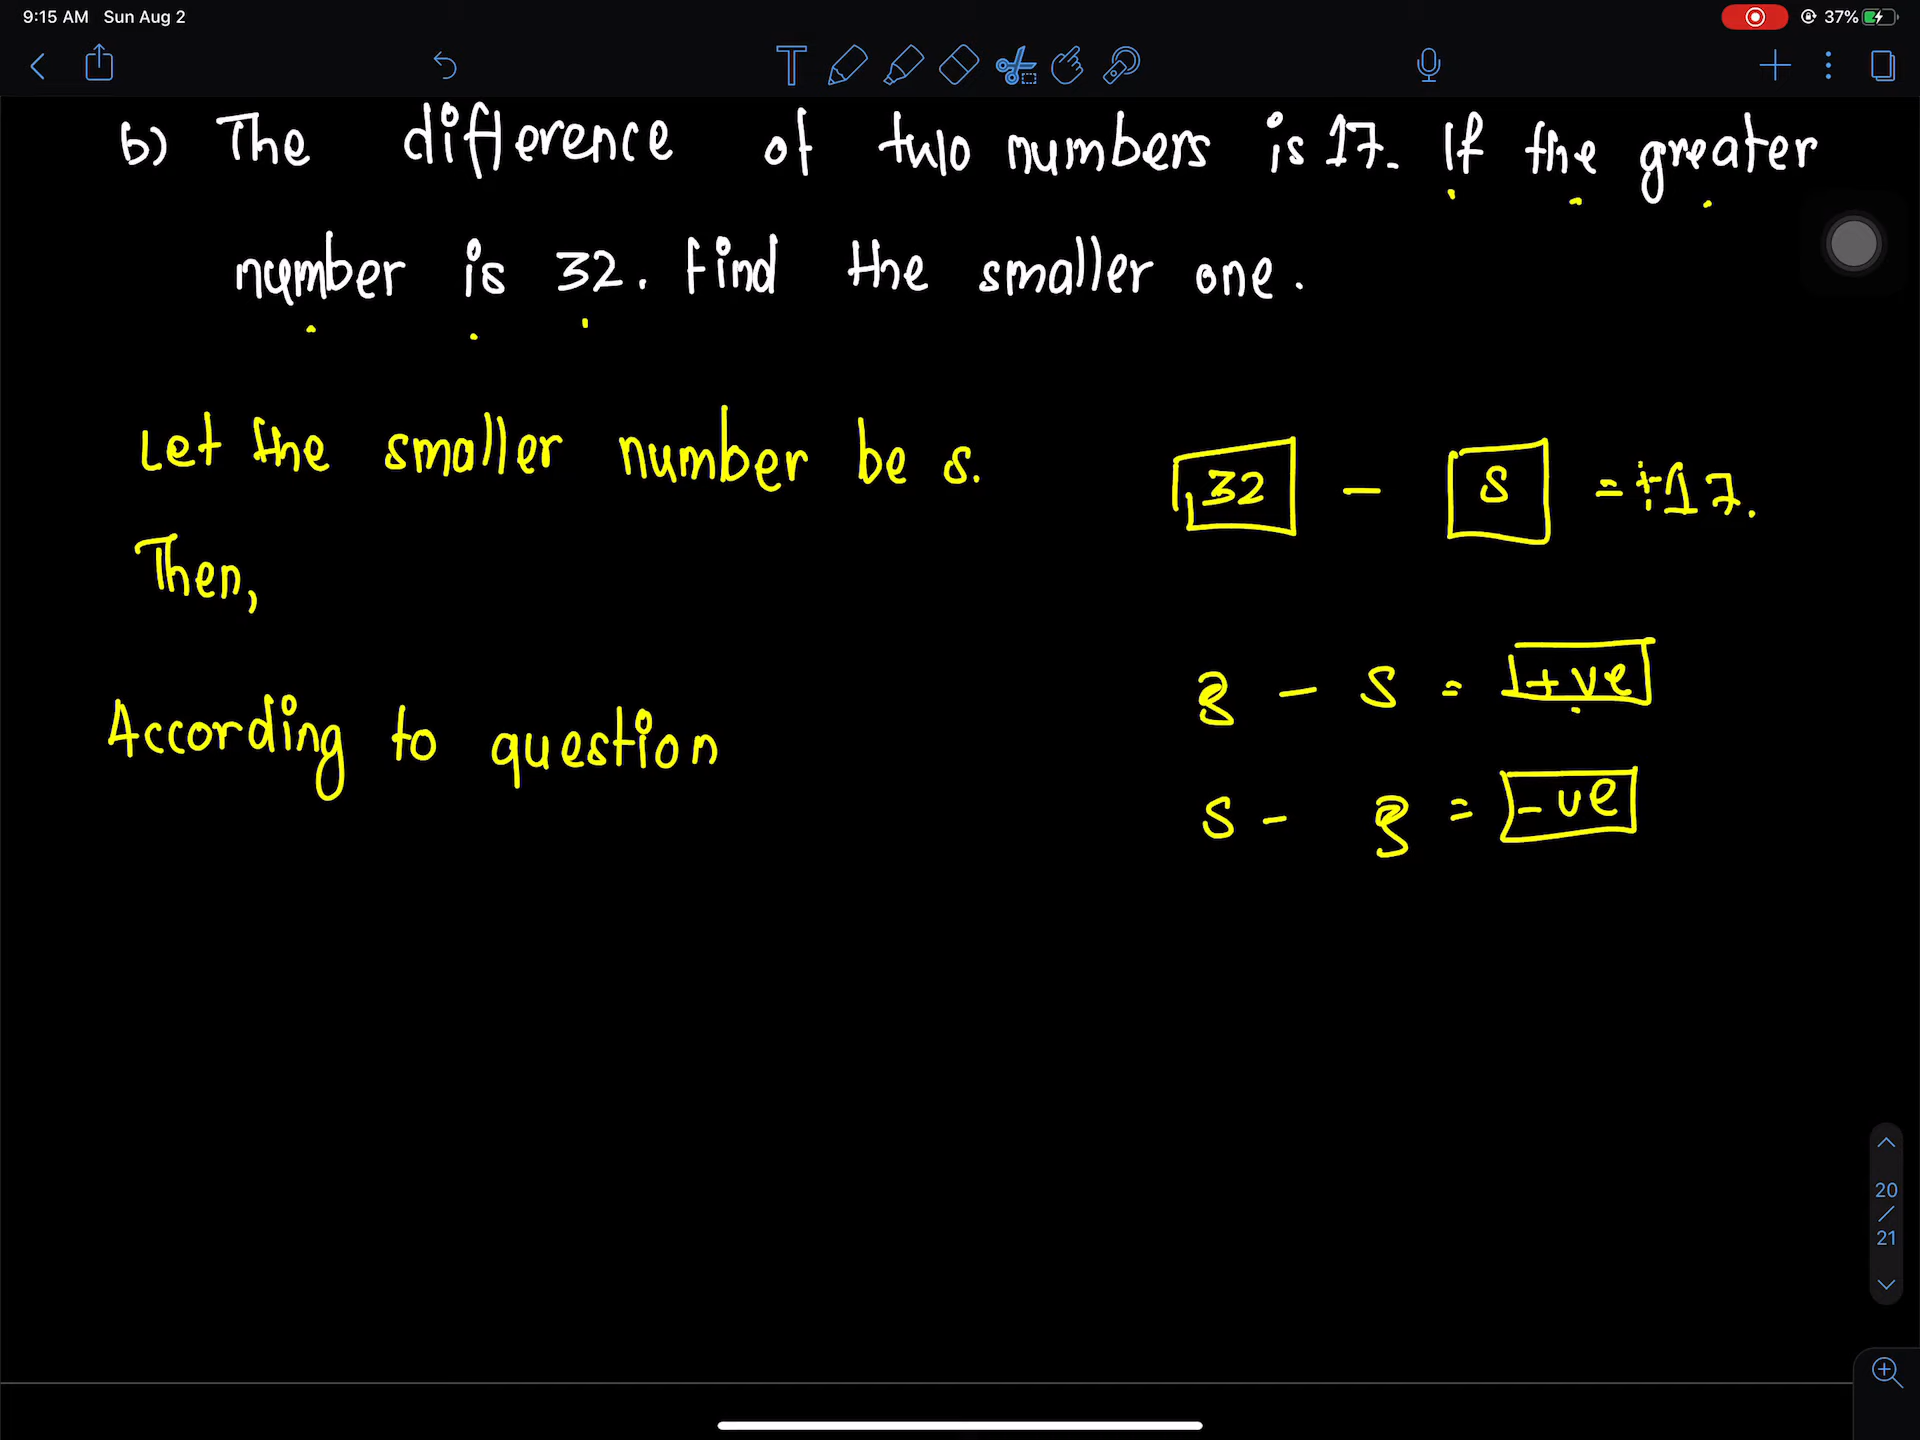 9:15 AM Sun Aug 2
37%
b) The difference of two numbers is 17. If the greater
number is 32. Find the smaller one.
Let the smaller number be s.
32 - s = +17.
Then,
g - s = +ve
According to question
s - g = -ve
20
/
21